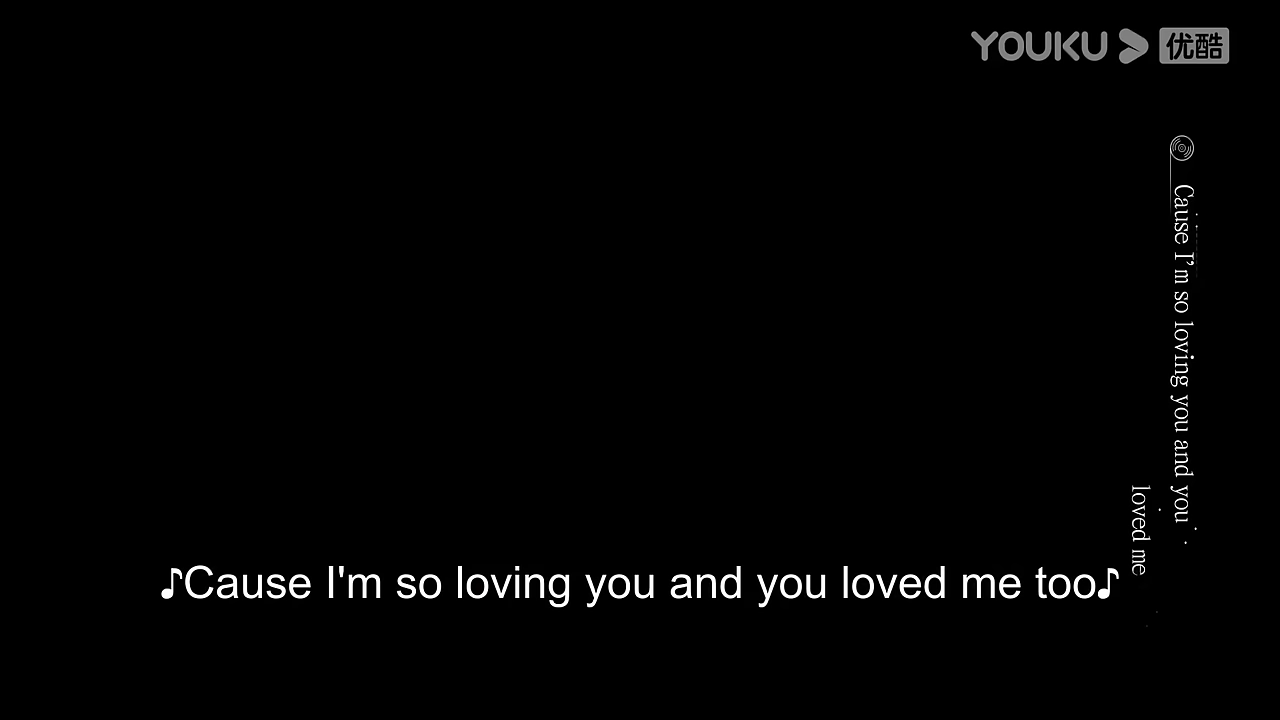 YOUKU 优酷
Cause I'm so loving you and you
loved me
♪Cause I'm so loving you and you loved me too♪